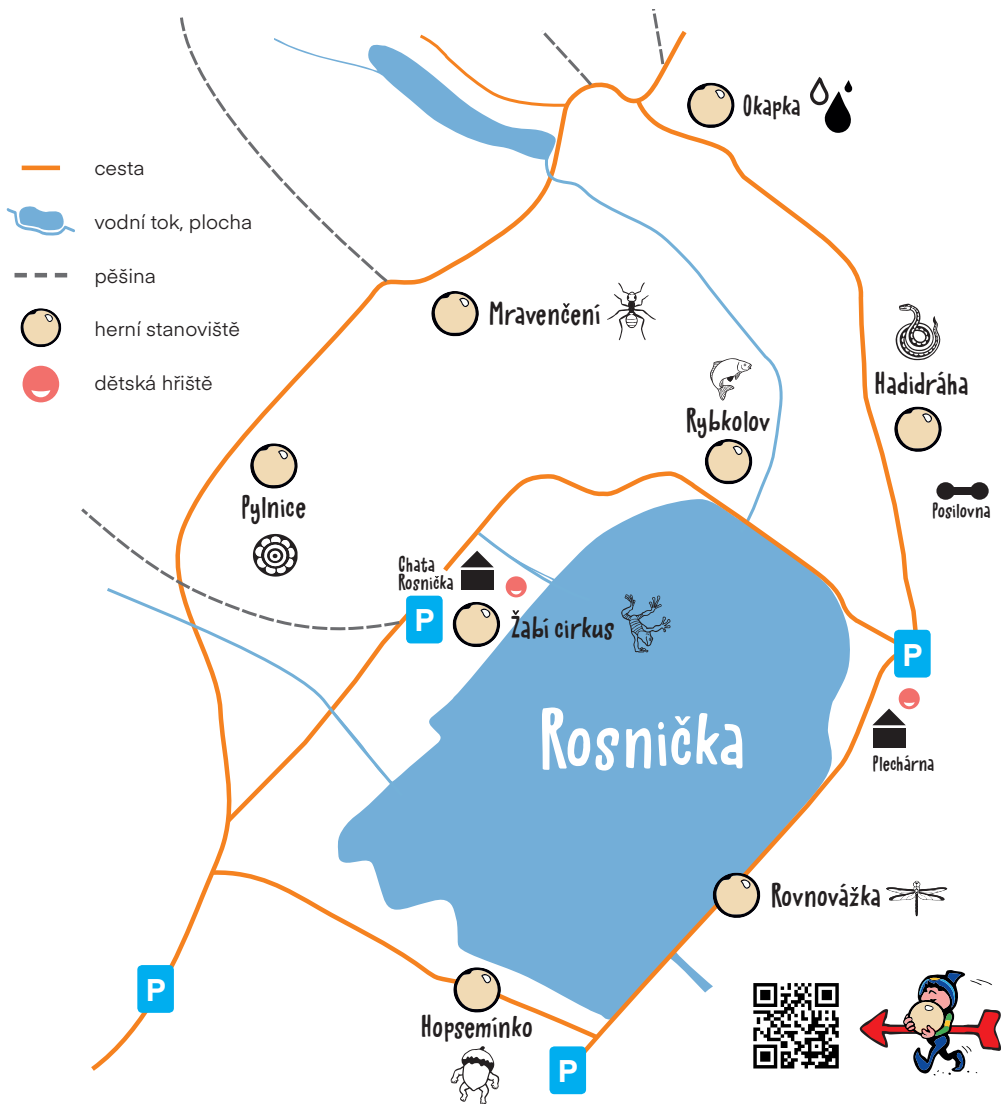 Okapka
cesta
vodní tok, plocha
pěšina
herní stanoviště
dětská hřiště
Mravenčení
Hadidráha
Rybkolov
Posilovna
Pylnice
Chata
Rosnička
P
Žabí cirkus
P
Rosnička
Plechárna
Rovnovážka
P
Hopsemínko
P